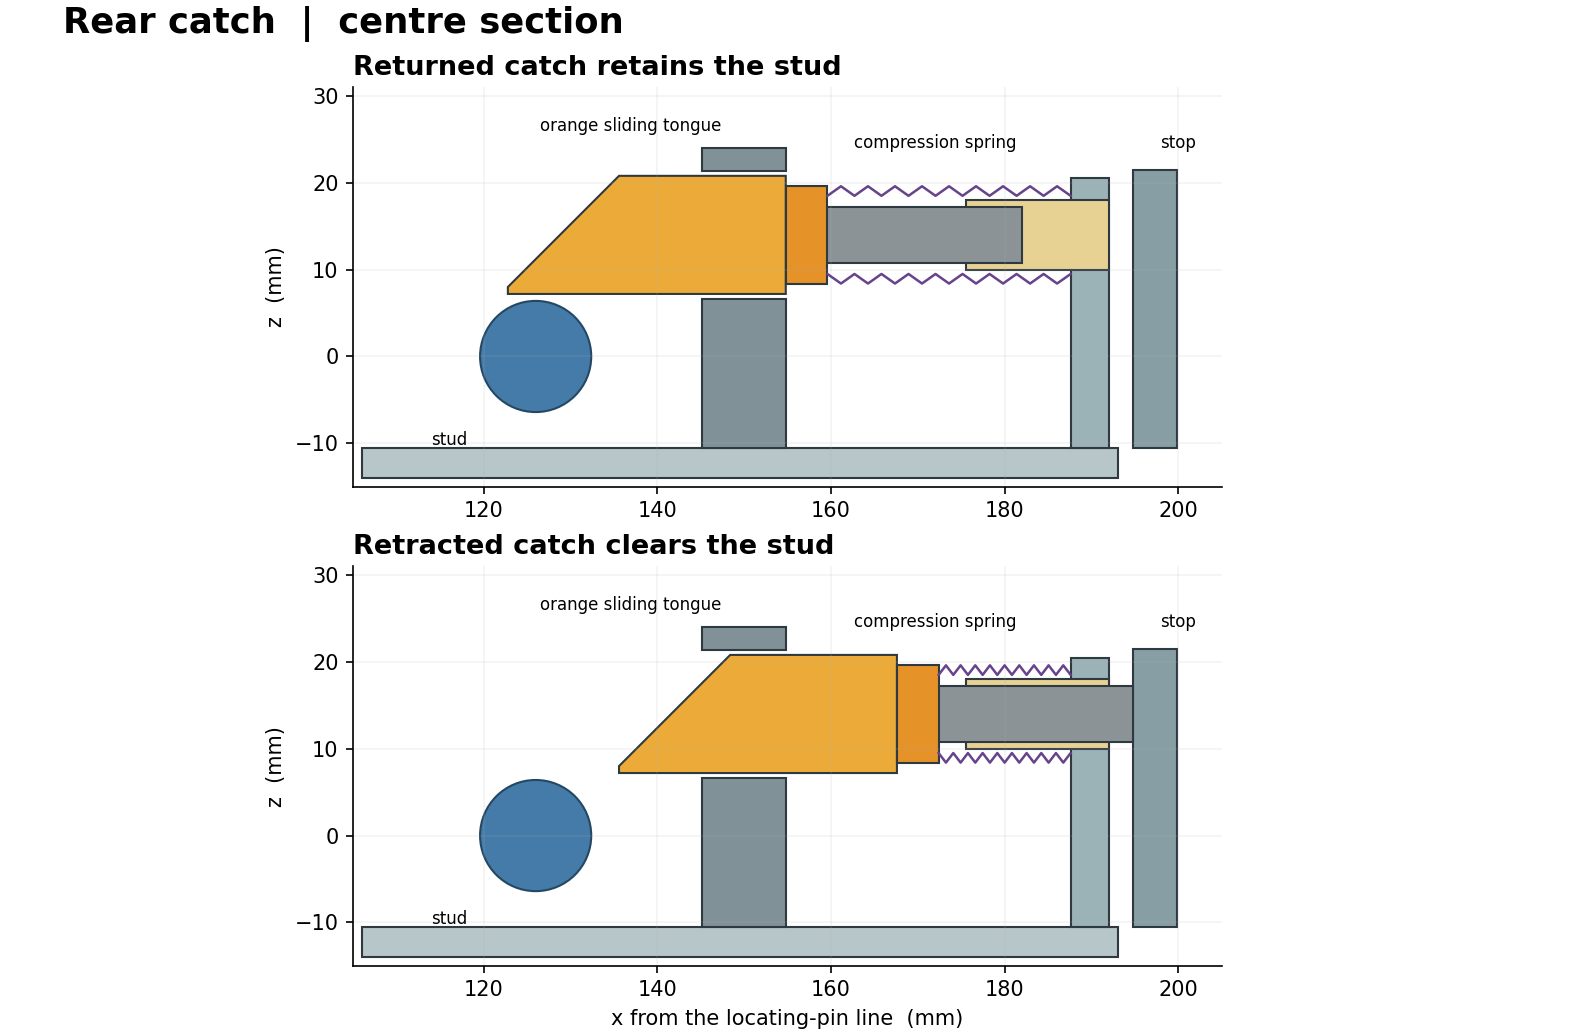 Rear catch | centre section
Returned catch retains the stud
30
orange sliding tongue
compression spring
stop
20
10
z (mm)
0
−10
stud
120 140 160 180 200
Retracted catch clears the stud
30
orange sliding tongue
compression spring
stop
20
10
z (mm)
0
−10
stud
120 140 160 180 200
x from the locating-pin line (mm)